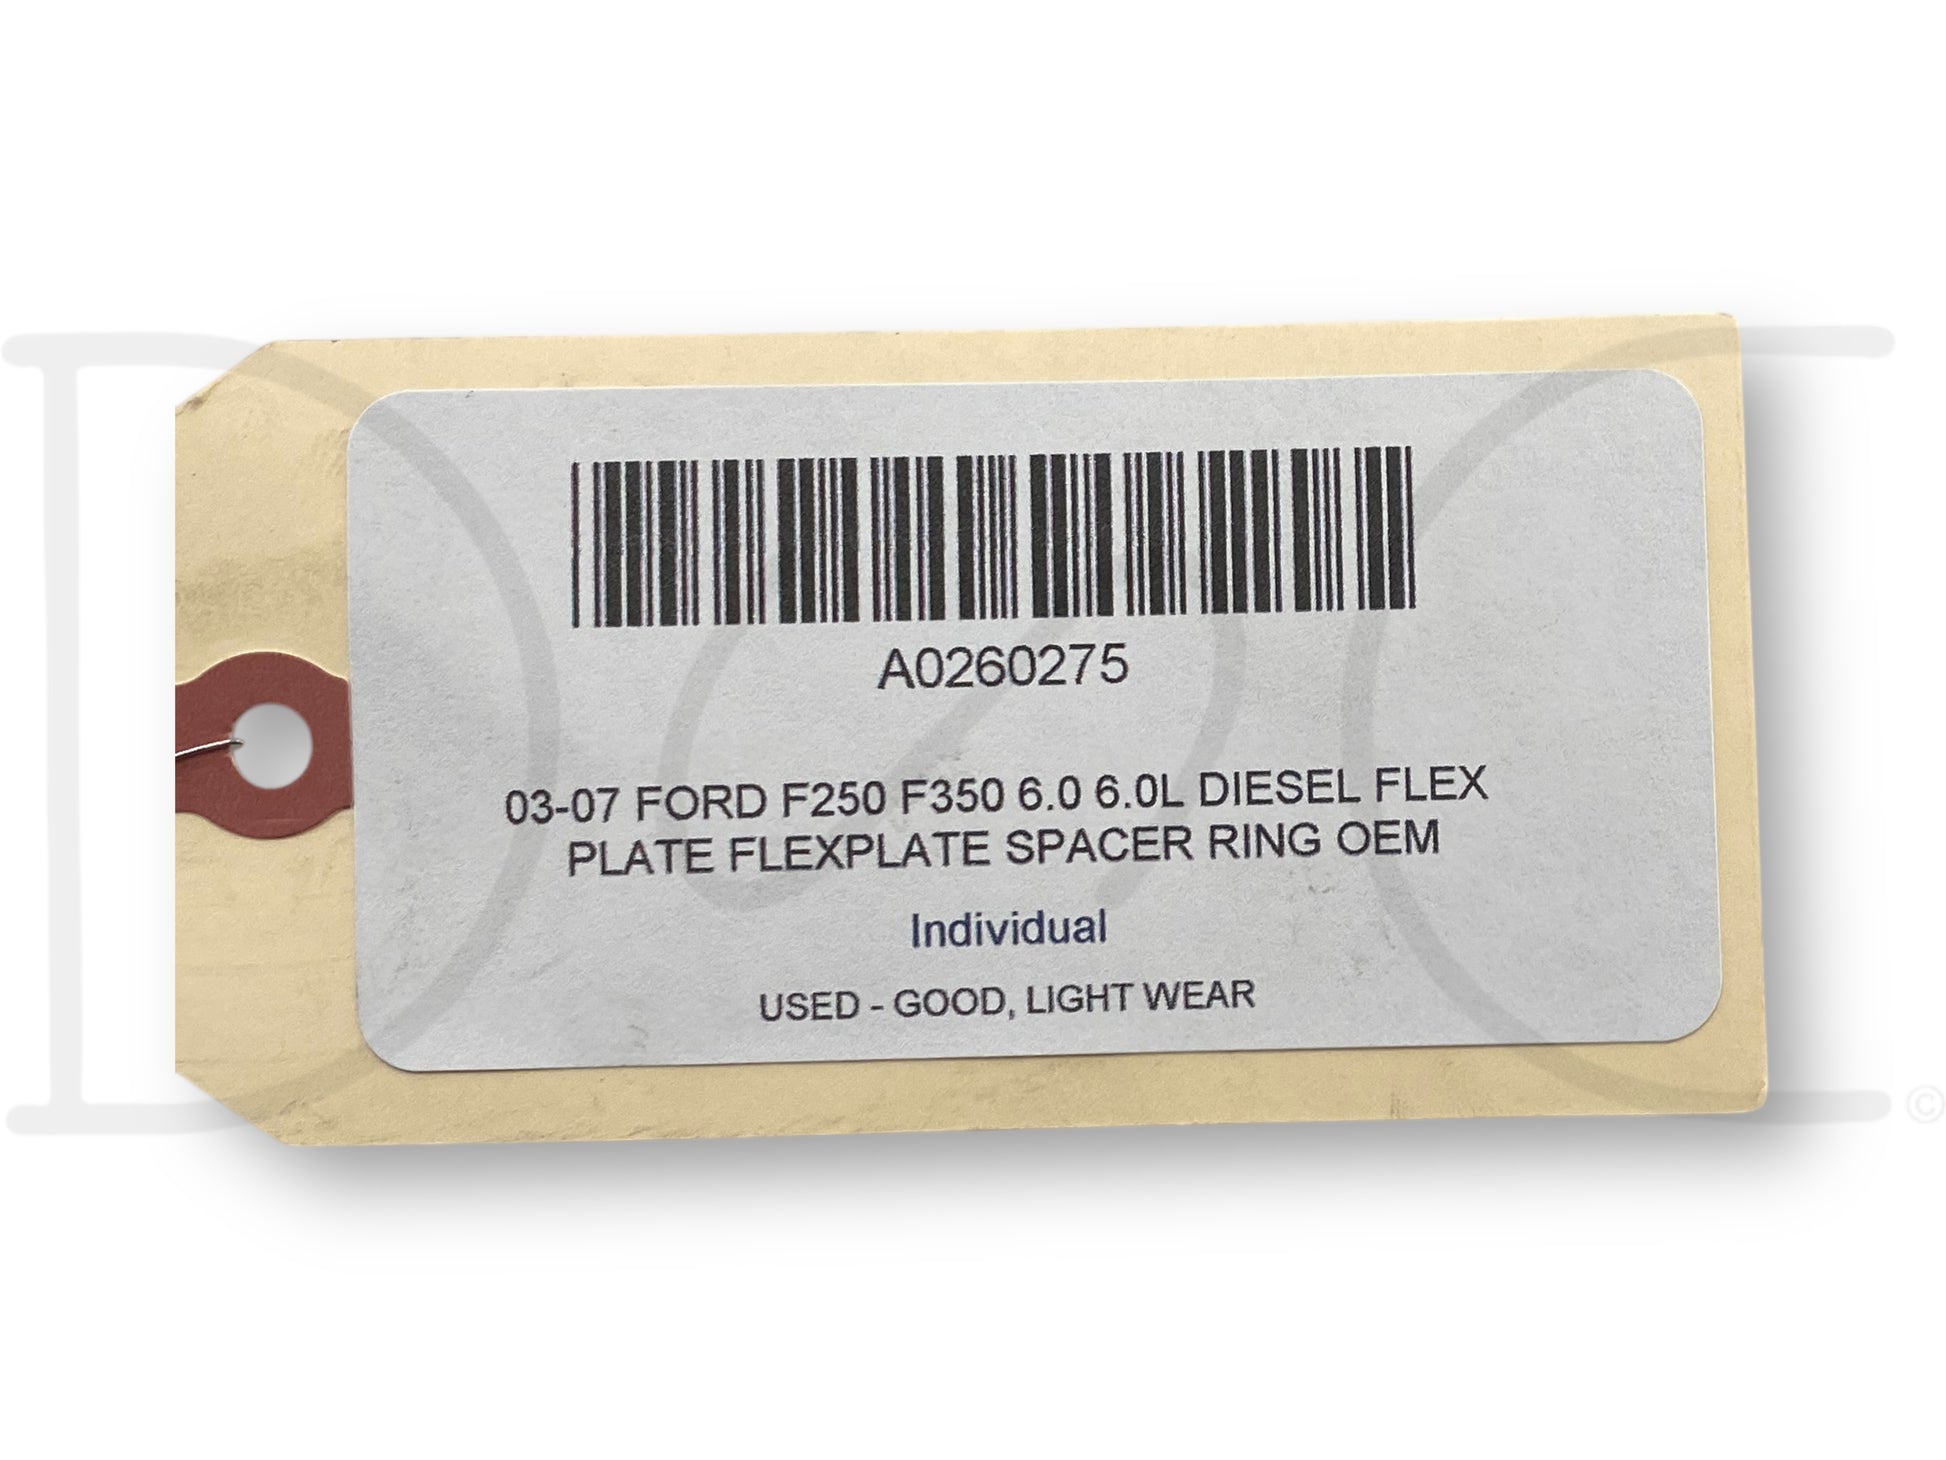 A0260275
03-07 FORD F250 F350 6.0 6.0L DIESEL FLEX
PLATE FLEXPLATE SPACER RING OEM
Individual
USED - GOOD, LIGHT WEAR
©